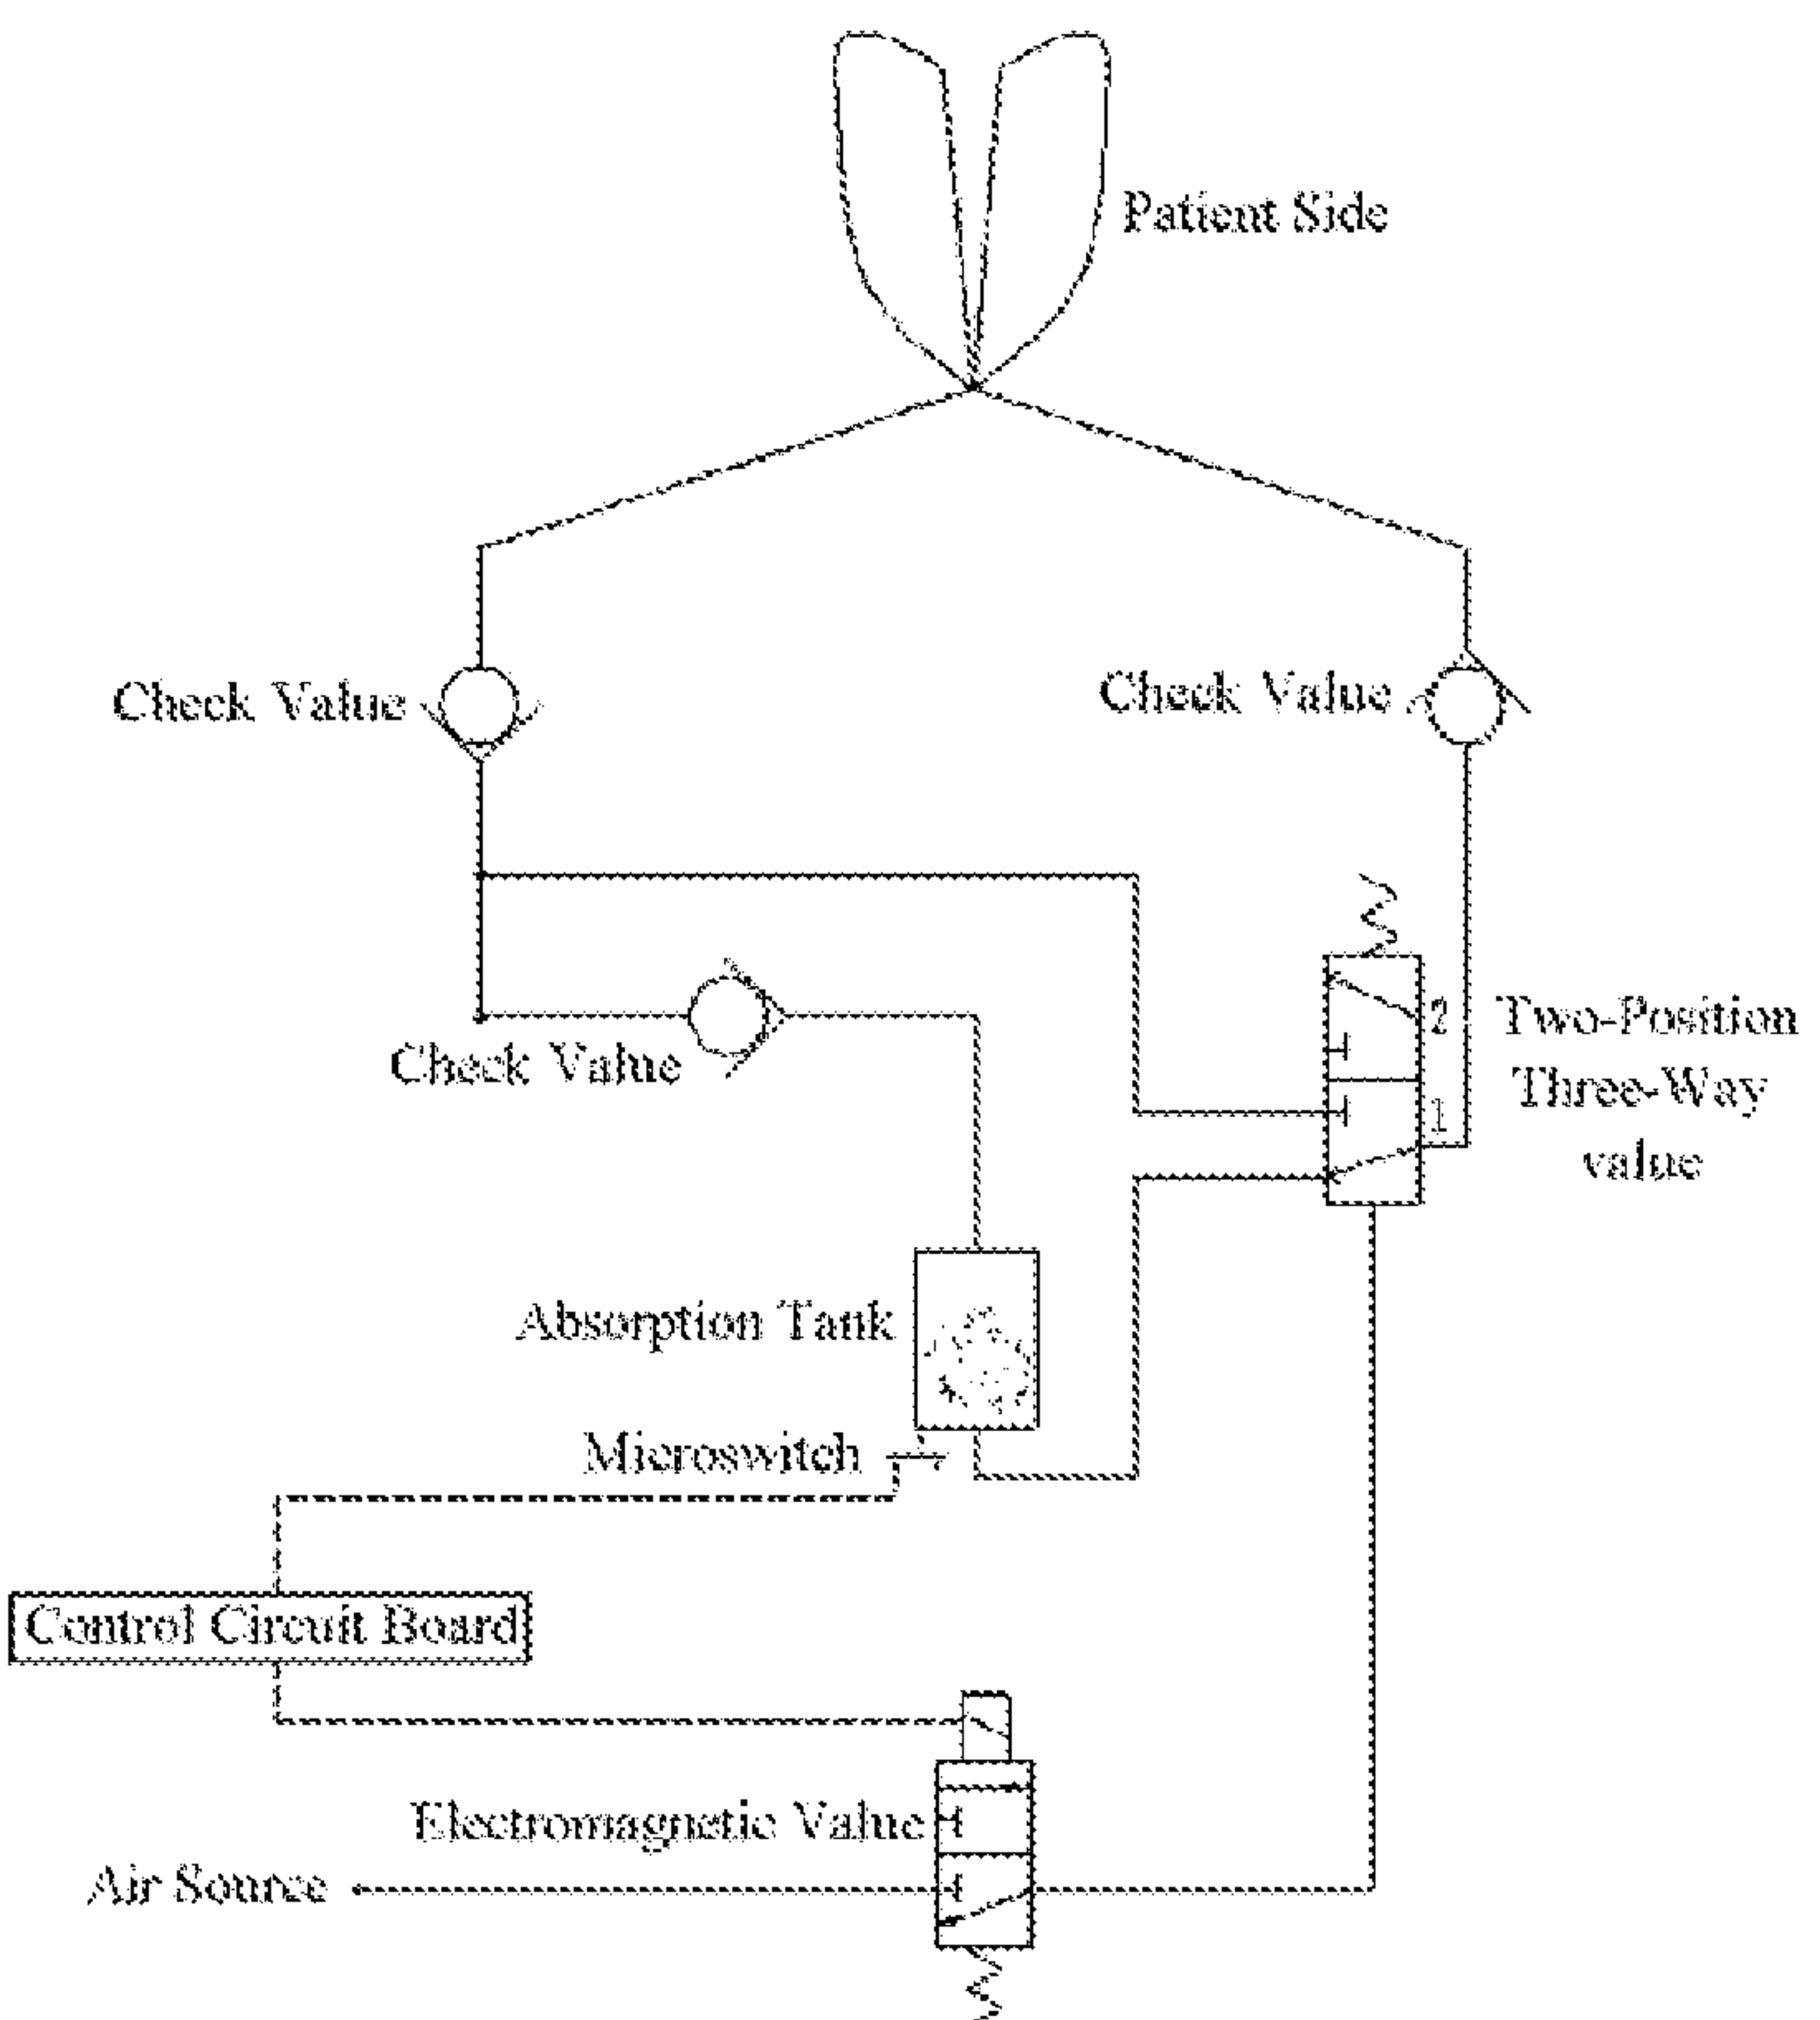 Patient Side
Check Value
Check Value
2
Two-Position
Three-Way
value
1
Check Value
Absorption Tank
Microswitch
Control Circuit Board
Electromagnetic Value
Air Source